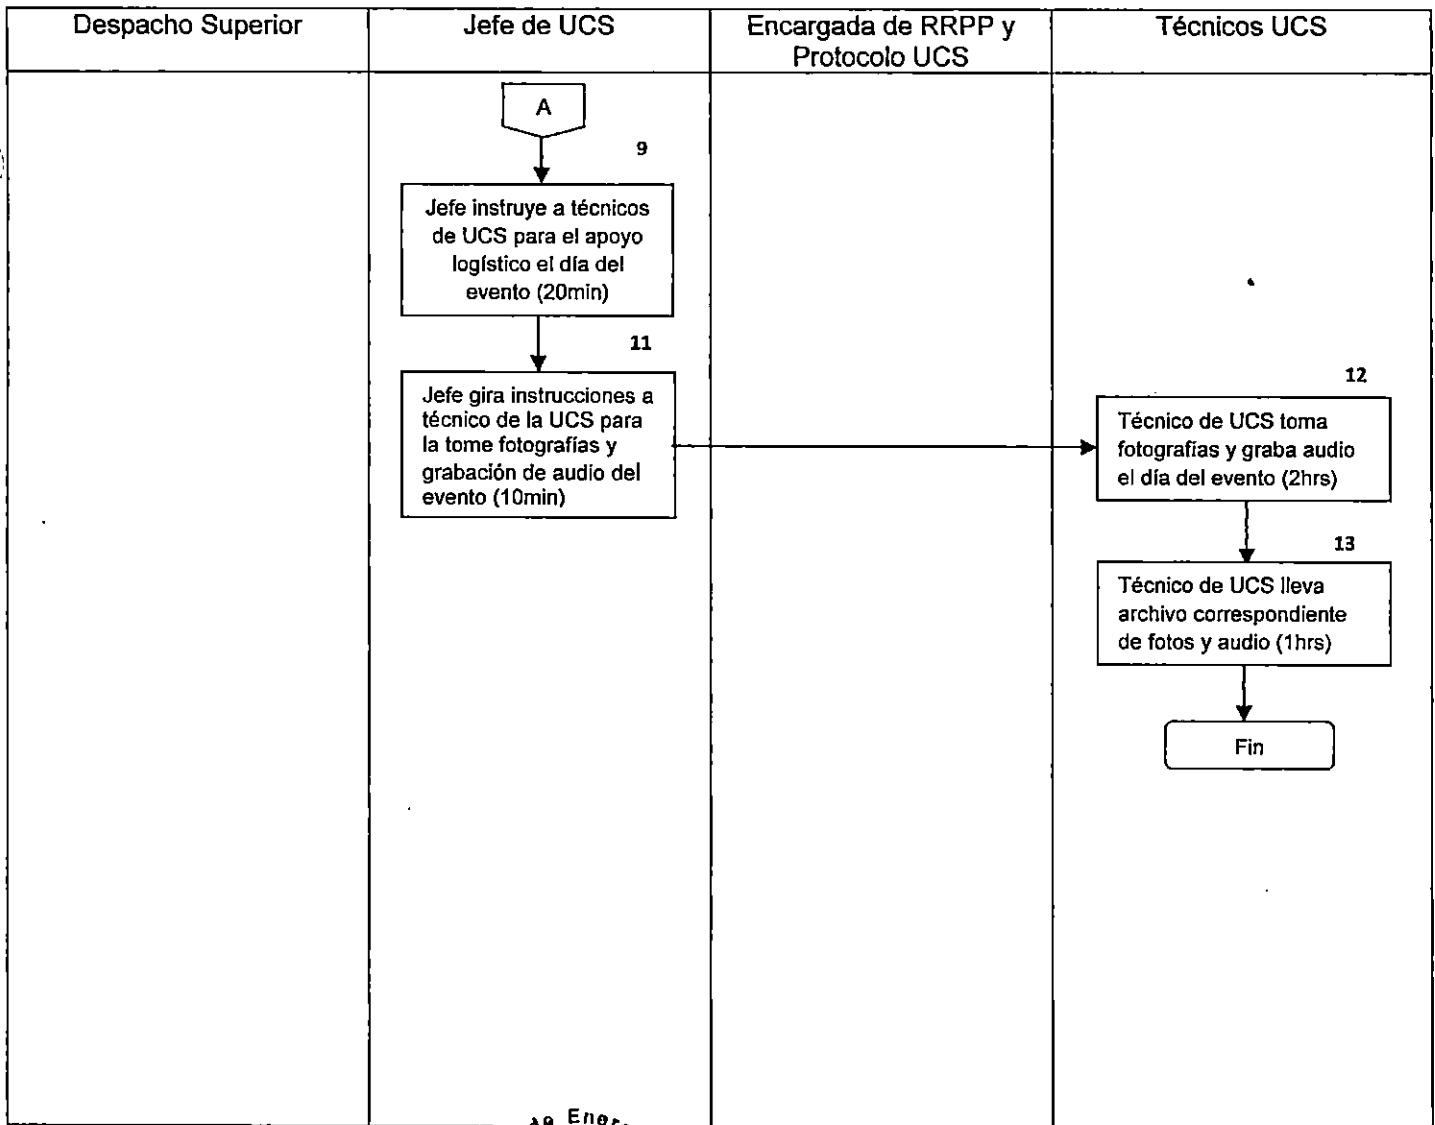 Despacho Superior
Jefe de UCS
Encargada de RRPP y
Protocolo UCS
Técnicos UCS
A
9
Jefe instruye a técnicos
de UCS para el apoyo
logístico el día del
evento (20min)
11
Jefe gira instrucciones a
técnico de la UCS para
la tome fotografías y
grabación de audio del
evento (10min)
12
Técnico de UCS toma
fotografías y graba audio
el día del evento (2hrs)
13
Técnico de UCS lleva
archivo correspondiente
de fotos y audio (1hrs)
Fin